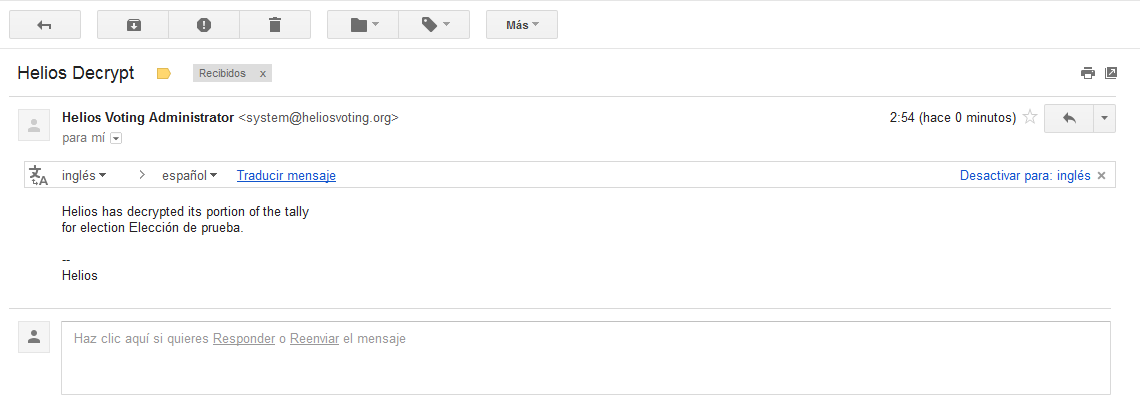 Más
Helios Decrypt
Recibidos x
Helios Voting Administrator <system@heliosvoting.org>
2:54 (hace 0 minutos)
para mí
inglés > español Traducir mensaje
Desactivar para: inglés ×
Helios has decrypted its portion of the tally
for election Elección de prueba.
--
Helios
Haz clic aquí si quieres Responder o Reenviar el mensaje